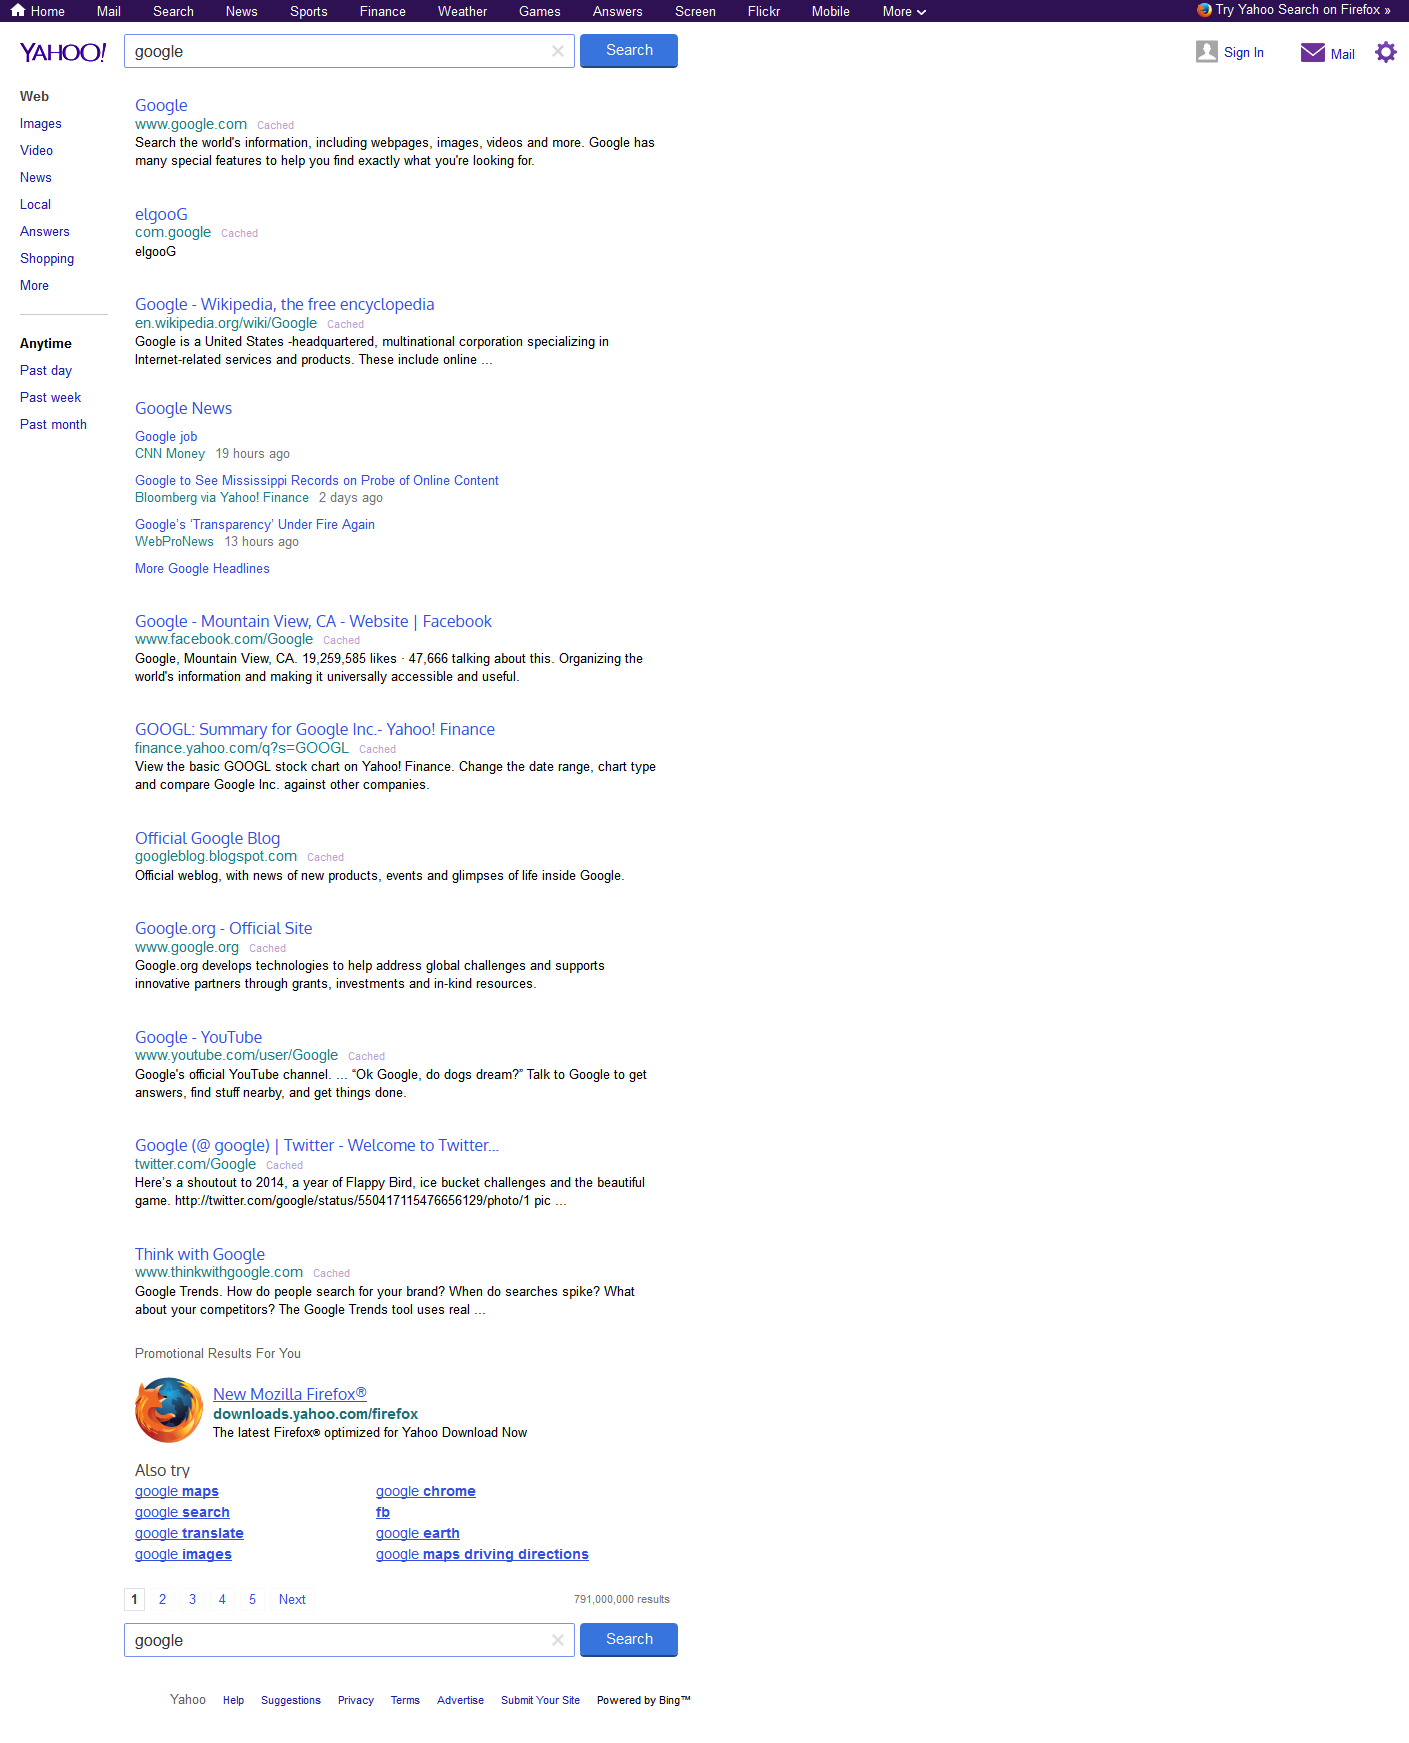 Home Mail Search News Sports Finance Weather Games Answers Screen Flickr Mobile More Try Yahoo Search on Firefox »
YAHOO! google Search Sign In Mail
Web
Images
Video
News
Local
Answers
Shopping
More
Anytime
Past day
Past week
Past month
Google
www.google.com Cached
Search the world's information, including webpages, images, videos and more. Google has
many special features to help you find exactly what you're looking for.
elgooG
com.google Cached
elgooG
Google - Wikipedia, the free encyclopedia
en.wikipedia.org/wiki/Google Cached
Google is a United States -headquartered, multinational corporation specializing in
Internet-related services and products. These include online ...
Google News
Google job
CNN Money 19 hours ago
Google to See Mississippi Records on Probe of Online Content
Bloomberg via Yahoo! Finance 2 days ago
Google’s ‘Transparency’ Under Fire Again
WebProNews 13 hours ago
More Google Headlines
Google - Mountain View, CA - Website | Facebook
www.facebook.com/Google Cached
Google, Mountain View, CA. 19,259,585 likes · 47,666 talking about this. Organizing the
world's information and making it universally accessible and useful.
GOOGL: Summary for Google Inc.- Yahoo! Finance
finance.yahoo.com/q?s=GOOGL Cached
View the basic GOOGL stock chart on Yahoo! Finance. Change the date range, chart type
and compare Google Inc. against other companies.
Official Google Blog
googleblog.blogspot.com Cached
Official weblog, with news of new products, events and glimpses of life inside Google.
Google.org - Official Site
www.google.org Cached
Google.org develops technologies to help address global challenges and supports
innovative partners through grants, investments and in-kind resources.
Google - YouTube
www.youtube.com/user/Google Cached
Google's official YouTube channel. ... “Ok Google, do dogs dream?” Talk to Google to get
answers, find stuff nearby, and get things done.
Google (@ google) | Twitter - Welcome to Twitter...
twitter.com/Google Cached
Here’s a shoutout to 2014, a year of Flappy Bird, ice bucket challenges and the beautiful
game. http://twitter.com/google/status/550417115476656129/photo/1 pic ...
Think with Google
www.thinkwithgoogle.com Cached
Google Trends. How do people search for your brand? When do searches spike? What
about your competitors? The Google Trends tool uses real ...
Promotional Results For You
New Mozilla Firefox®
downloads.yahoo.com/firefox
The latest Firefox® optimized for Yahoo Download Now
Also try
google maps google chrome
google search fb
google translate google earth
google images google maps driving directions
1 2 3 4 5 Next 791,000,000 results
google Search
Yahoo Help Suggestions Privacy Terms Advertise Submit Your Site Powered by Bing™